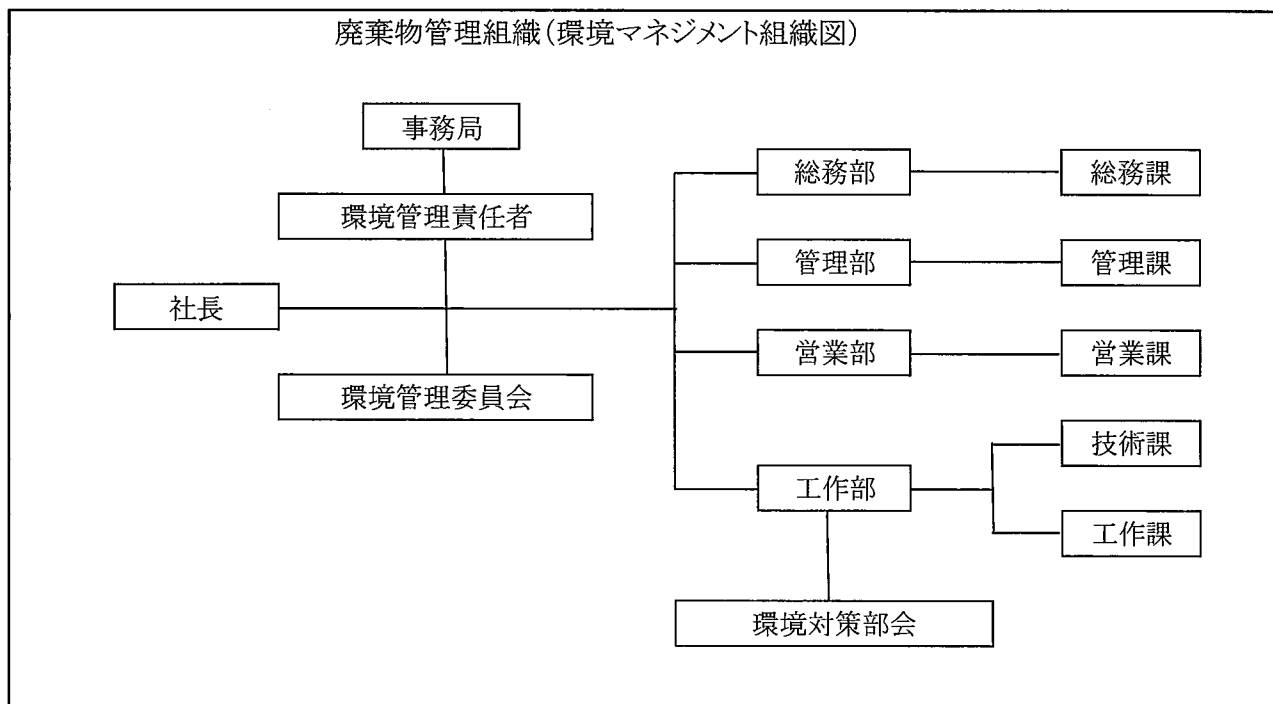 廃棄物管理組織(環境マネジメント組織図)
事務局
環境管理責任者
社長
環境管理委員会
総務部
総務課
管理部
管理課
営業部
営業課
工作部
技術課
工作課
環境対策部会